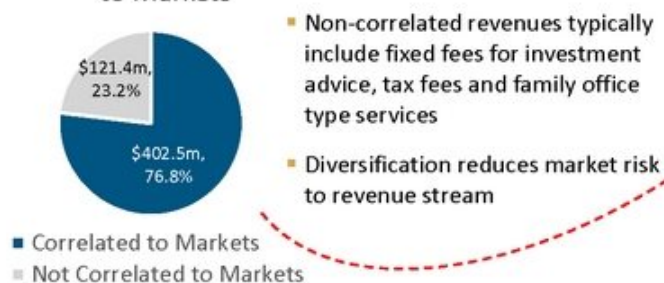 to Markets
$121.4m,
23.2%
$402.5m,
76.8%
Correlated to Markets
Not Correlated to Markets
Non-correlated revenues typically
include fixed fees for investment
advice, tax fees and family office
type services
Diversification reduces market risk
to revenue stream